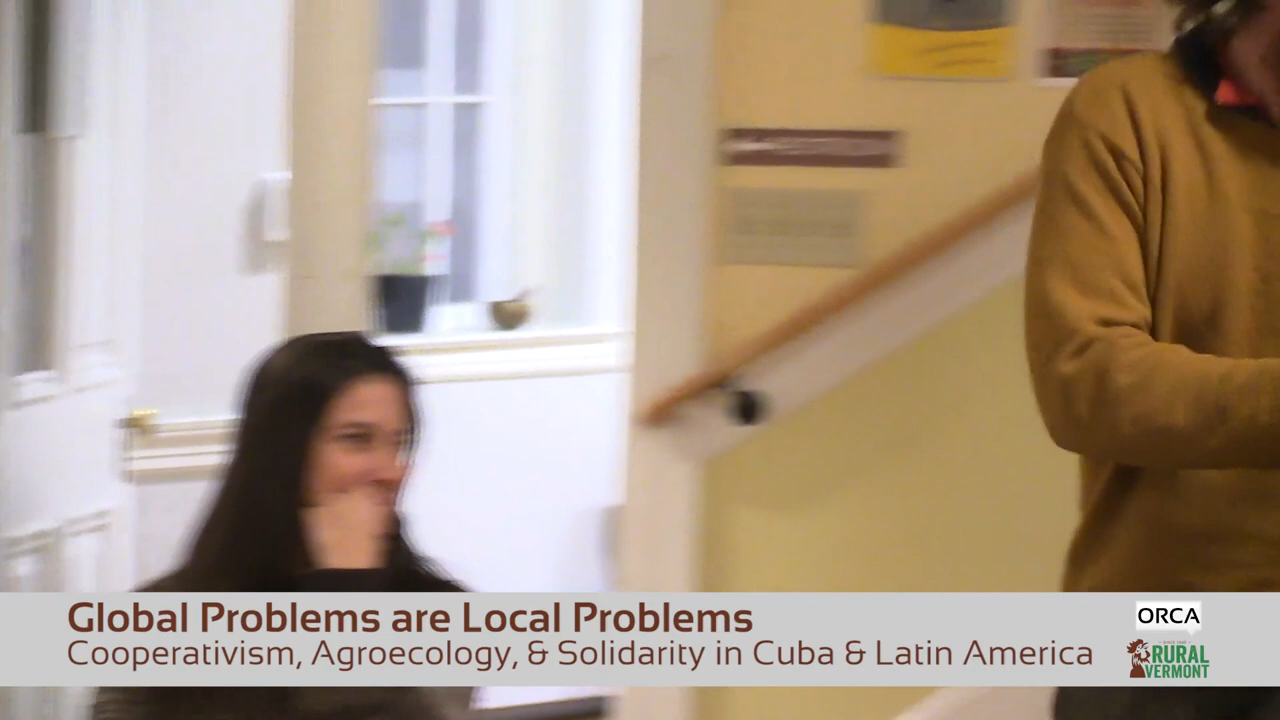 Global Problems are Local Problems
Cooperativism, Agroecology, & Solidarity in Cuba & Latin America
ORCA
RURAL
VERMONT